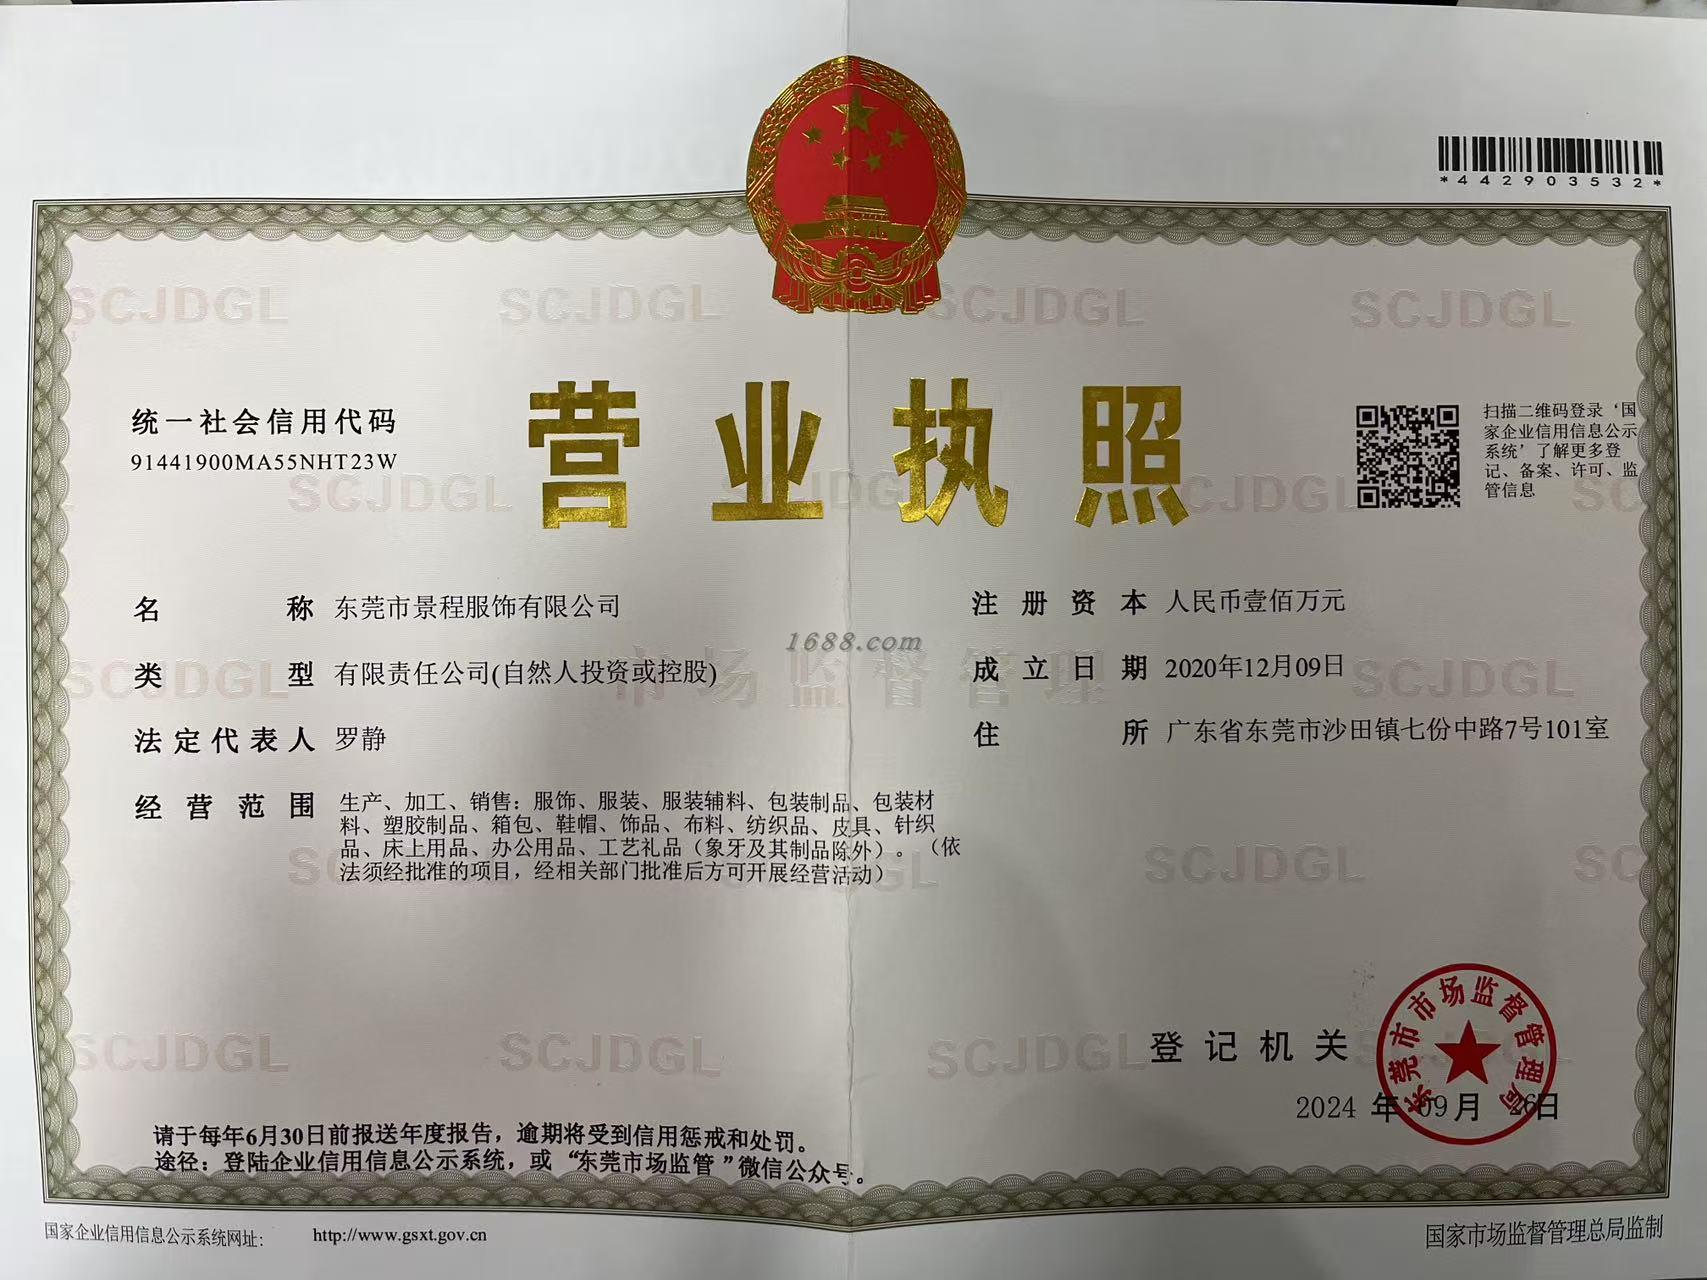 *442903532*
营业执照
统一社会信用代码
91441900MA55NHT23W
扫描二维码登录‘国
家企业信用信息公示
系统’了解更多登
记、备案、许可、监
管信息
名称 东莞市景程服饰有限公司
类型 有限责任公司(自然人投资或控股)
法定代表人 罗静
经营范围 生产、加工、销售：服饰、服装、服装辅料、包装制品、包装材
料、塑胶制品、箱包、鞋帽、饰品、布料、纺织品、皮具、针织
品、床上用品、办公用品、工艺礼品（象牙及其制品除外）。（依
法须经批准的项目，经相关部门批准后方可开展经营活动）
注册资本 人民币壹佰万元
成立日期 2020年12月09日
住所 广东省东莞市沙田镇七份中路7号101室
1688.com
市场监督管理
SCJDGL
登记机关
东莞市市场监督管理局
2024年09月26日
请于每年6月30日前报送年度报告，逾期将受到信用惩戒和处罚。
途径：登陆企业信用信息公示系统，或“东莞市场监管”微信公众号。
国家企业信用信息公示系统网址： http://www.gsxt.gov.cn
国家市场监督管理总局监制